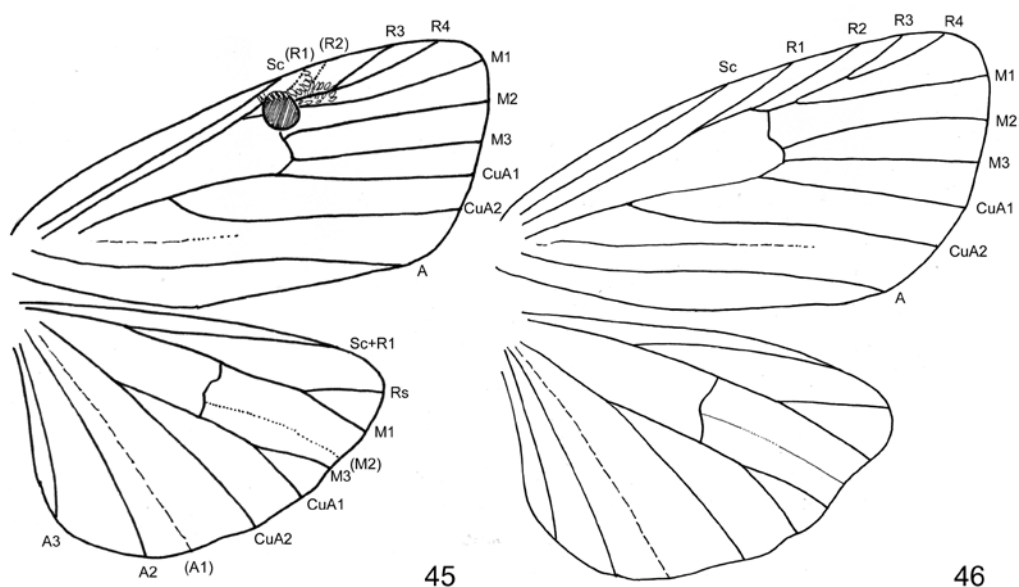 Sc
(R1)
(R2)
R3
R4
M1
M2
M3
CuA1
CuA2
A
Sc+R1
Rs
M1
(M2)
M3
CuA1
CuA2
(A1)
A2
A3
45
Sc
R1
R2
R3
R4
M1
M2
M3
CuA1
CuA2
A
46